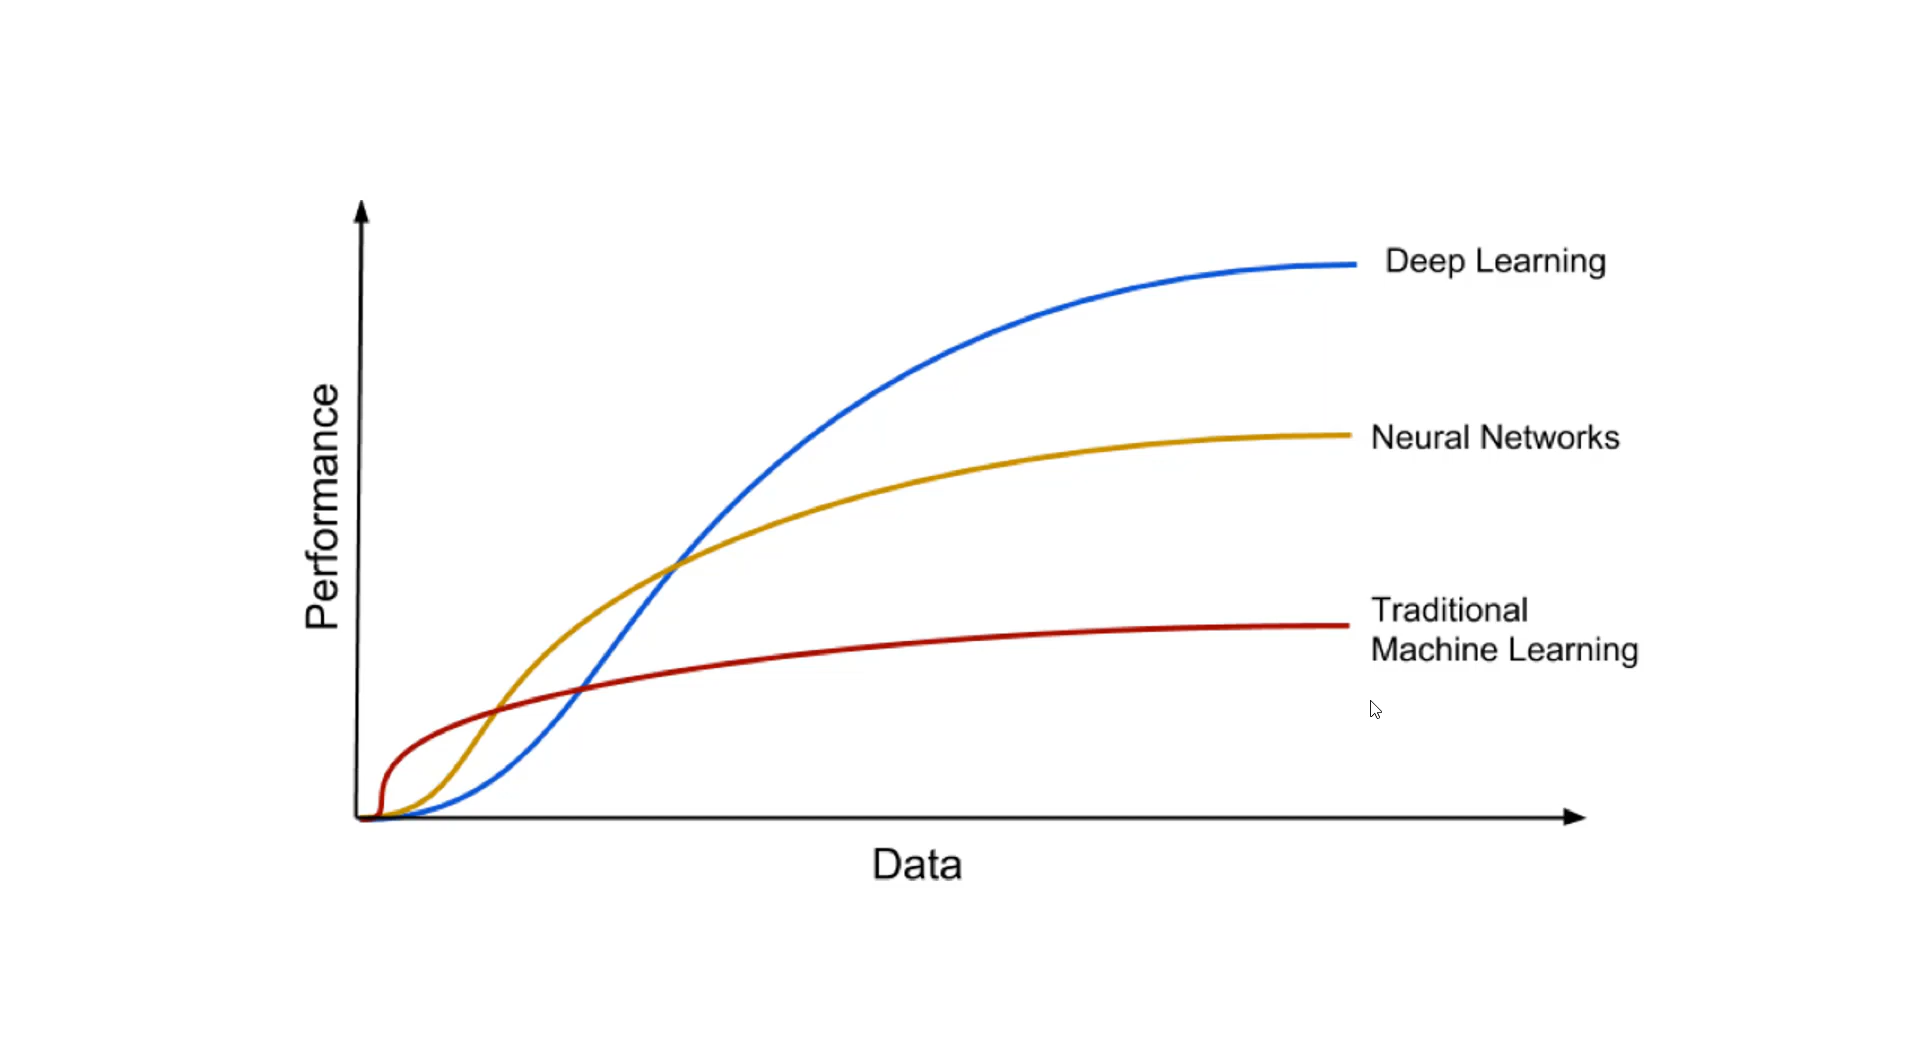 Deep Learning
Neural Networks
Traditional
Machine Learning
Performance
Data